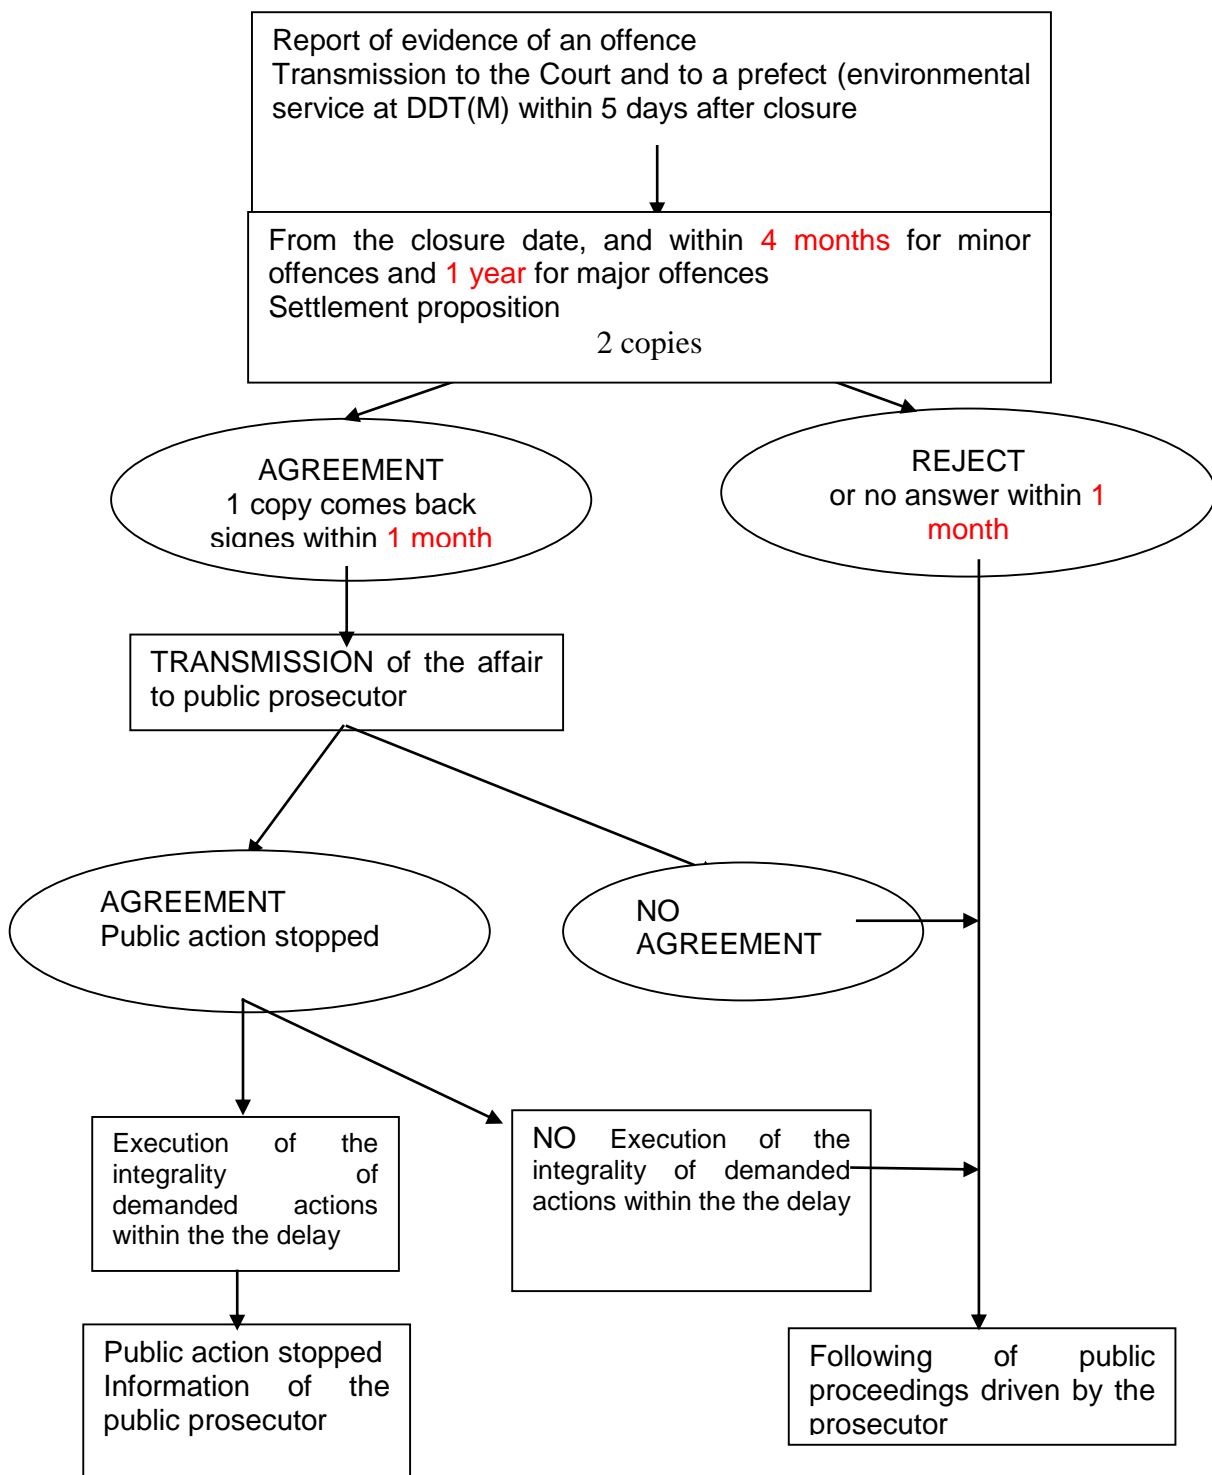 Report of evidence of an offence
Transmission to the Court and to a prefect (environmental
service at DDT(M) within 5 days after closure
From the closure date, and within 4 months for minor
offences and 1 year for major offences
Settlement proposition
2 copies
AGREEMENT
1 copy comes back
signes within 1 month
REJECT
or no answer within 1
month
TRANSMISSION of the affair
to public prosecutor
AGREEMENT
Public action stopped
NO
AGREEMENT
Execution of the
integrality of
demanded actions
within the the delay
NO Execution of the
integrality of demanded
actions within the the delay
Public action stopped
Information of the
public prosecutor
Following of public
proceedings driven by the
prosecutor